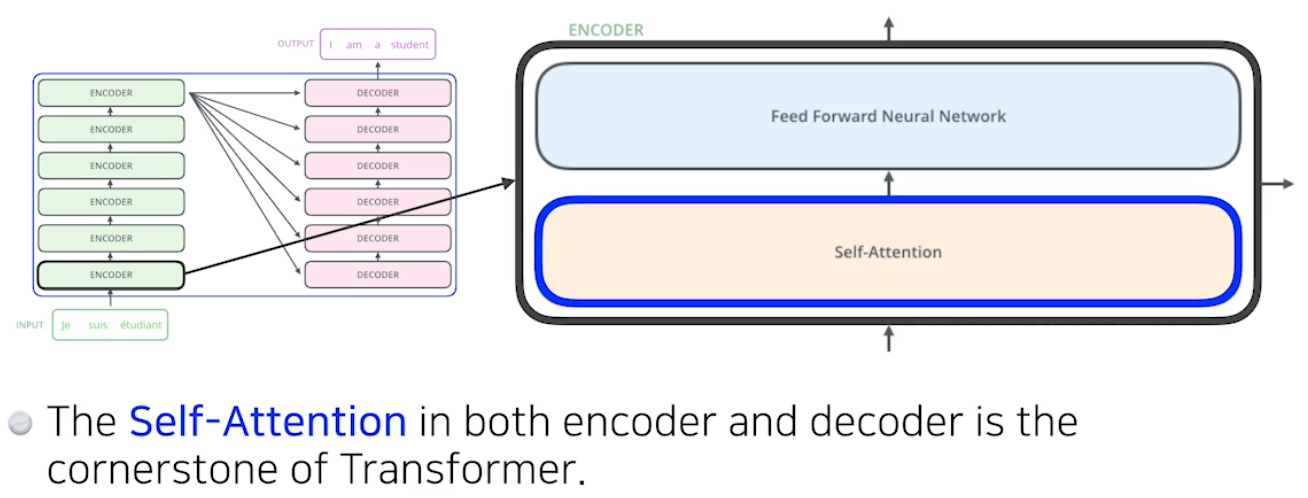 OUTPUT I am a student
ENCODER
ENCODER
ENCODER
ENCODER
ENCODER
ENCODER
DECODER
DECODER
DECODER
DECODER
DECODER
DECODER
INPUT Je suis étudiant
ENCODER
Feed Forward Neural Network
Self-Attention
The Self-Attention in both encoder and decoder is the
cornerstone of Transformer.